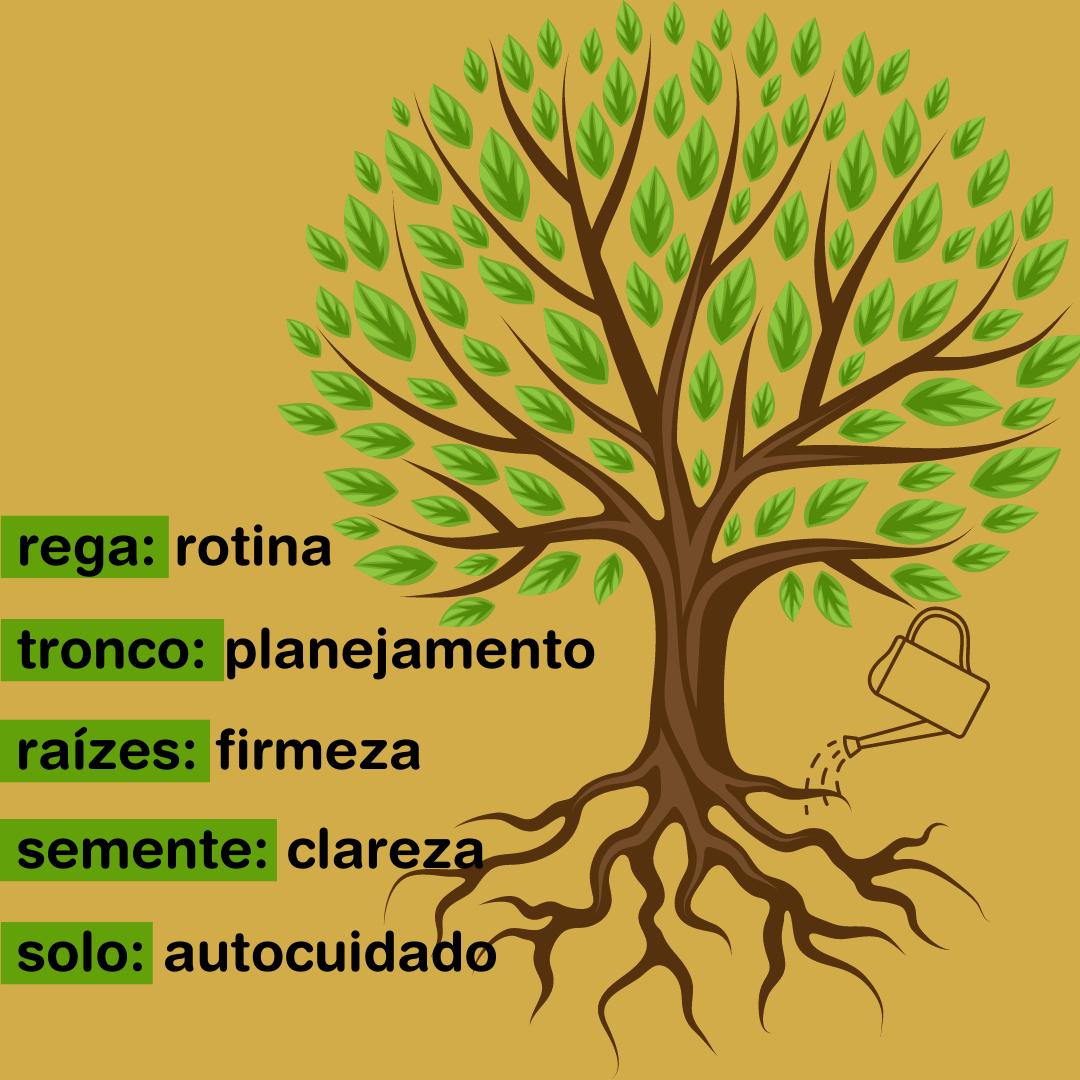 rega: rotina
tronco: planejamento
raízes: firmeza
semente: clareza
solo: autocuidado